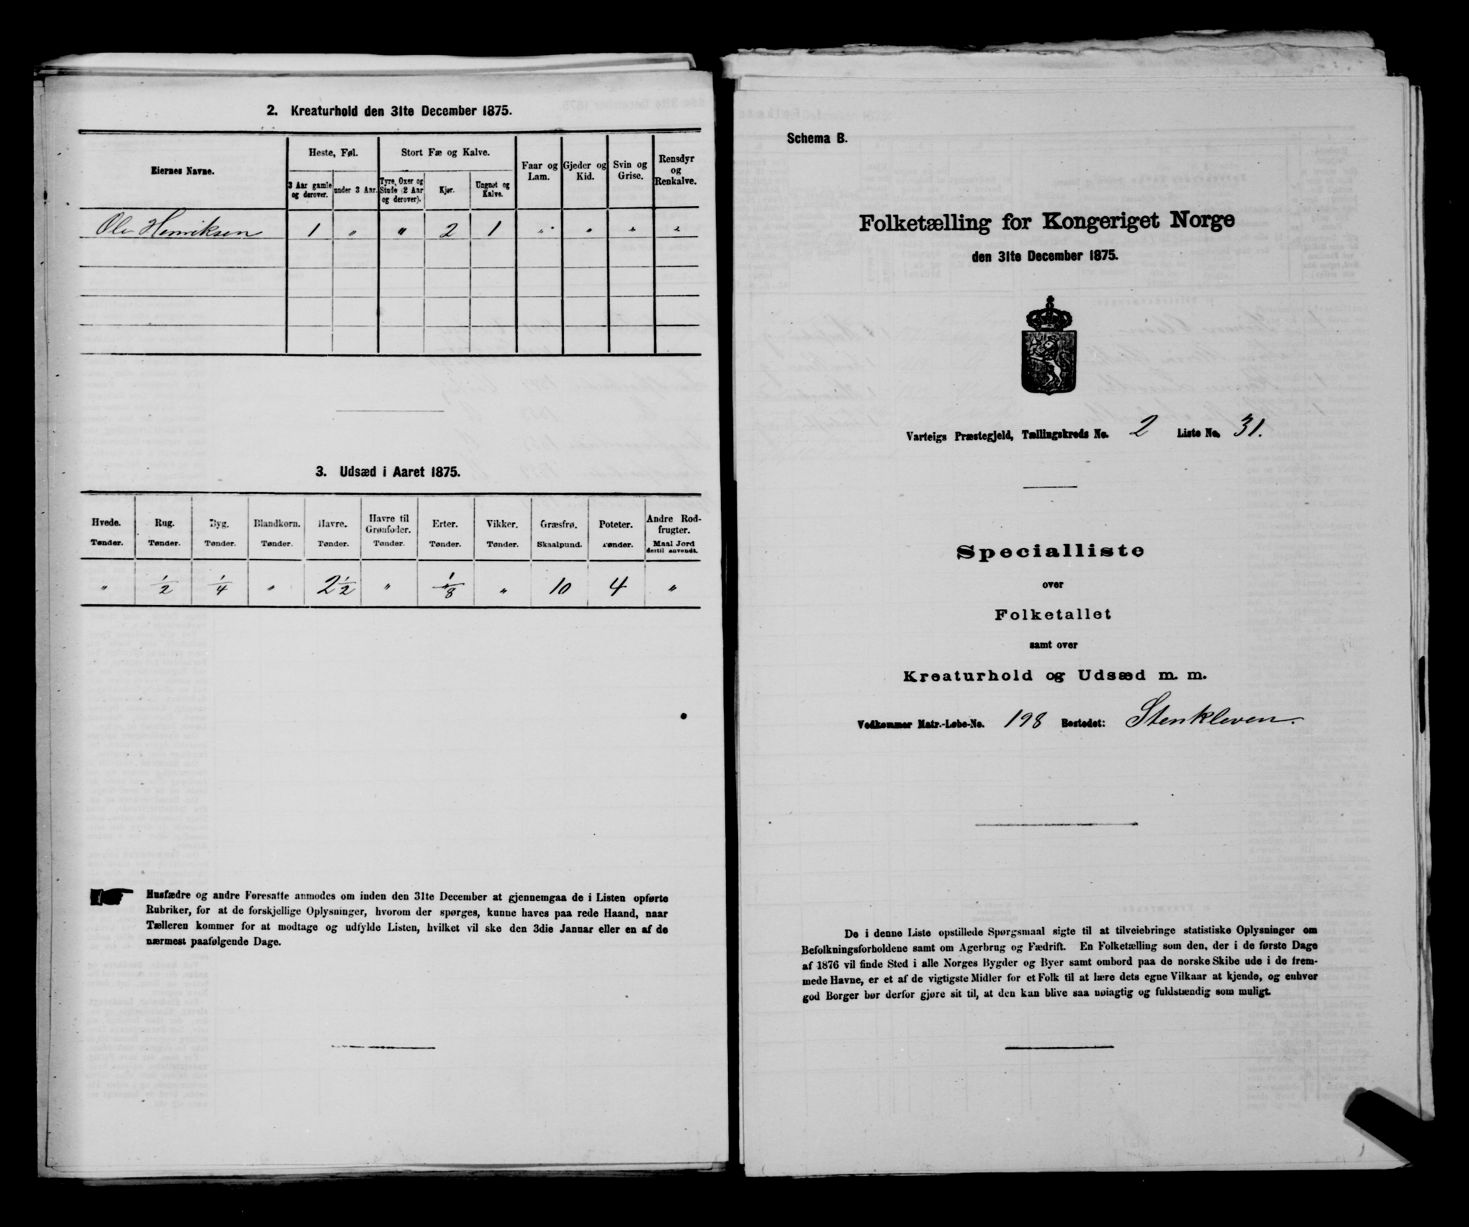 2. Kreaturhold den 31te December 1875.
Eiernes Navne.
Heste, Føl.
Stort Fæ og Kalve.
Faar og Lam.
Gjeder og Kid.
Svin og Grise.
Rensdyr og Renkalve.
3 Aar gamle og derover.
under 3 Aar.
Tyre, Oxer og Stude (2 Aar og derover).
Kjør.
Ungnøt og Kalve.
Ole Henriksen 1 " " 2 1 " " " "
3. Udsæd i Aaret 1875.
Hvede. Rug. Byg. Blandkorn. Havre. Havre til Grønfoder. Erter. Vikker. Græsfrø. Poteter. Andre Rodfrugter.
Tønder. Tønder. Tønder. Tønder. Tønder. Tønder. Tønder. Tønder. Skaalpund. Tønder. Maal Jord dertil anvendt.
" 1/2 1/4 " 2 1/2 " 1/8 " 10 4 "
Husfædre og andre Foresatte anmodes om inden den 31te December at gjennemgaa de i Listen opførte
Rubriker, for at de forskjellige Oplysninger, hvorom der spørges, kunne haves paa rede Haand, naar
Tælleren kommer for at modtage og udfylde Listen, hvilket vil ske den 3die Januar eller en af de
nærmest paafølgende Dage.
Schema B.
Folketælling for Kongeriget Norge
den 31te December 1875.
Varteigs Præstegjeld, Tællingskreds No. 2 Liste No. 31.
Specialliste
over
Folketallet
samt over
Kreaturhold og Udsæd m. m.
Vedkommer Matr.-Løbe-No. 198 Bostedet: Stenkleven.
De i denne Liste opstillede Spørgsmaal sigte til at tilveiebringe statistiske Oplysninger om
Befolkningsforholdene samt om Agerbrug og Fædrift. En Folketælling som den, der i de første Dage
af 1876 vil finde Sted i alle Norges Bygder og Byer samt ombord paa de norske Skibe ude i de frem-
mede Havne, er et af de vigtigste Midler for et Folk til at lære dets egne Vilkaar at kjende, og enhver
god Borger bør derfor gjøre sit til, at den kan blive saa nøiagtig og fuldstændig som muligt.